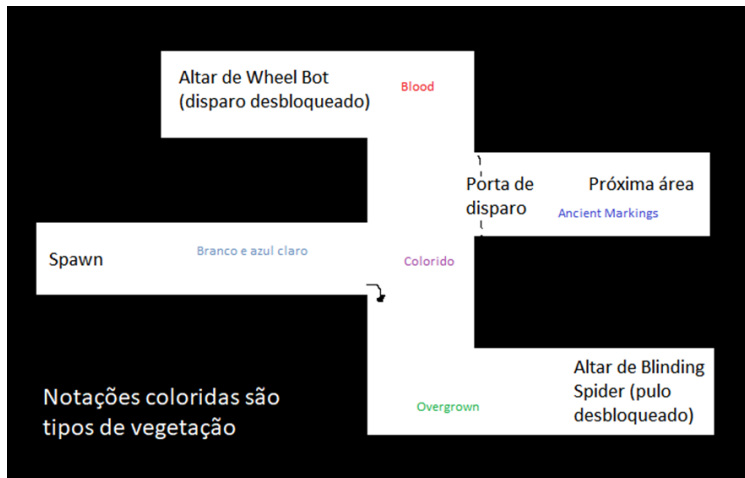 Altar de Wheel Bot
(disparo desbloqueado)
Blood
Porta de
disparo
Próxima área
Ancient Markings
Spawn
Branco e azul claro
Colorido
Altar de Blinding
Spider (pulo
desbloqueado)
Overgrown
Notações coloridas são
tipos de vegetação